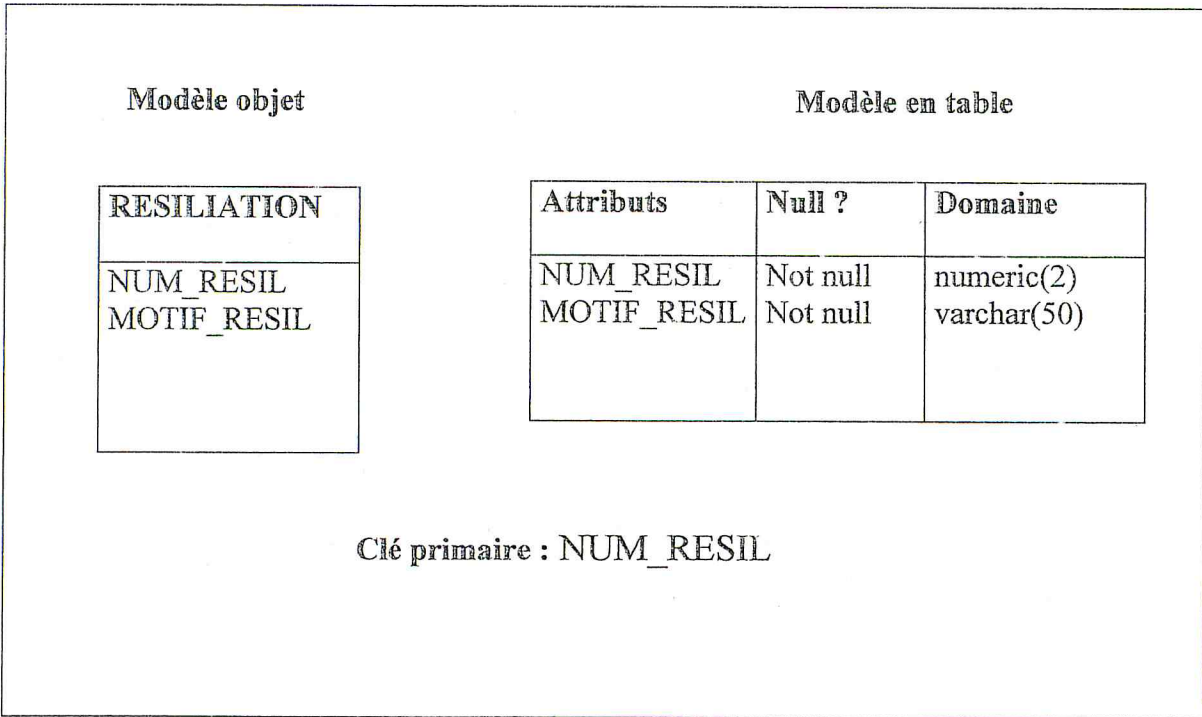 Modèle objet
Modèle en table
RESILIATION
NUM_RESIL
MOTIF_RESIL
Attributs Null ? Domaine
NUM_RESIL Not null numeric(2)
MOTIF_RESIL Not null varchar(50)
Clé primaire : NUM_RESIL